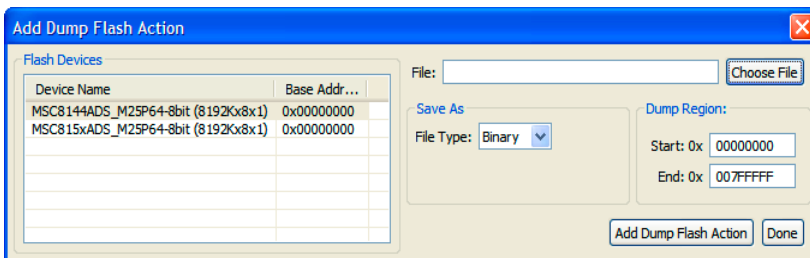 Add Dump Flash Action
Flash Devices
Device Name Base Addr...
MSC8144ADS_M25P64-8bit (8192Kx8x1) 0x00000000
MSC815xADS_M25P64-8bit (8192Kx8x1) 0x00000000
File: Choose File
Save As
File Type: Binary
Dump Region:
Start: 0x 00000000
End: 0x 007FFFFF
Add Dump Flash Action Done